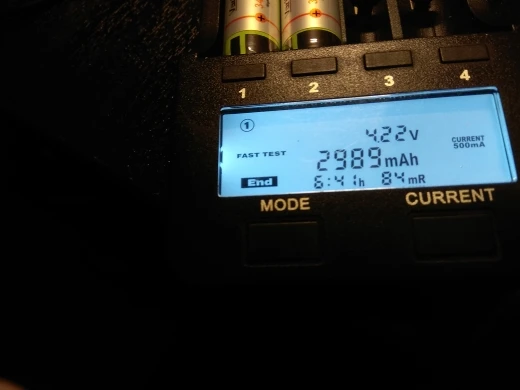 1 2 3 4
1
4.22V
FAST TEST
2989mAh
CURRENT
500mA
End
6:41h 84mR
MODE
CURRENT